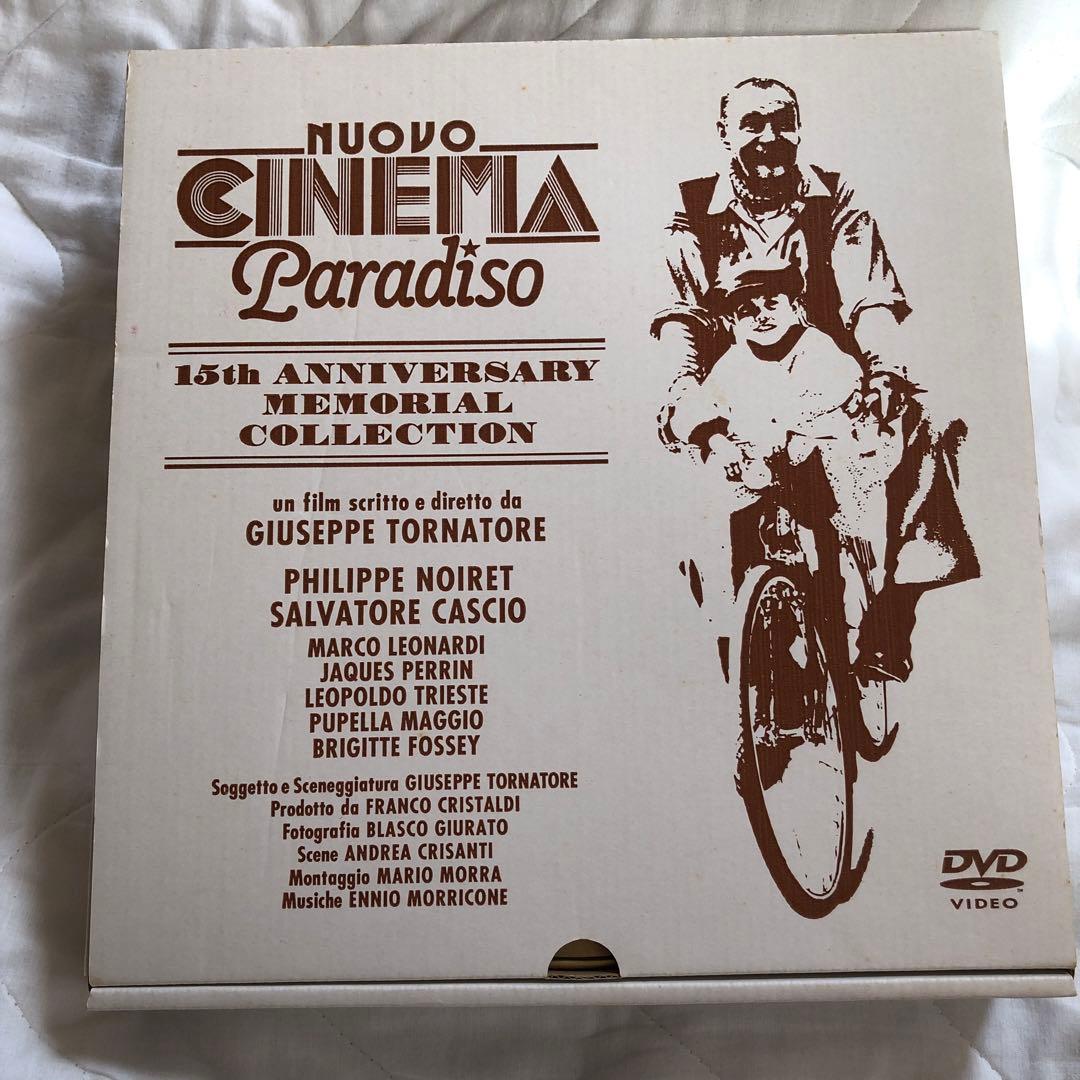 NUOVO
CINEMA
Paradiso
15th ANNIVERSARY
MEMORIAL
COLLECTION
un film scritto e diretto da
GIUSEPPE TORNATORE
PHILIPPE NOIRET
SALVATORE CASCIO
MARCO LEONARDI
JAQUES PERRIN
LEOPOLDO TRIESTE
PUPELLA MAGGIO
BRIGITTE FOSSEY
Soggetto e Sceneggiatura GIUSEPPE TORNATORE
Prodotto da FRANCO CRISTALDI
Fotografia BLASCO GIURATO
Scene ANDREA CRISANTI
Montaggio MARIO MORRA
Musiche ENNIO MORRICONE
DVD
VIDEO